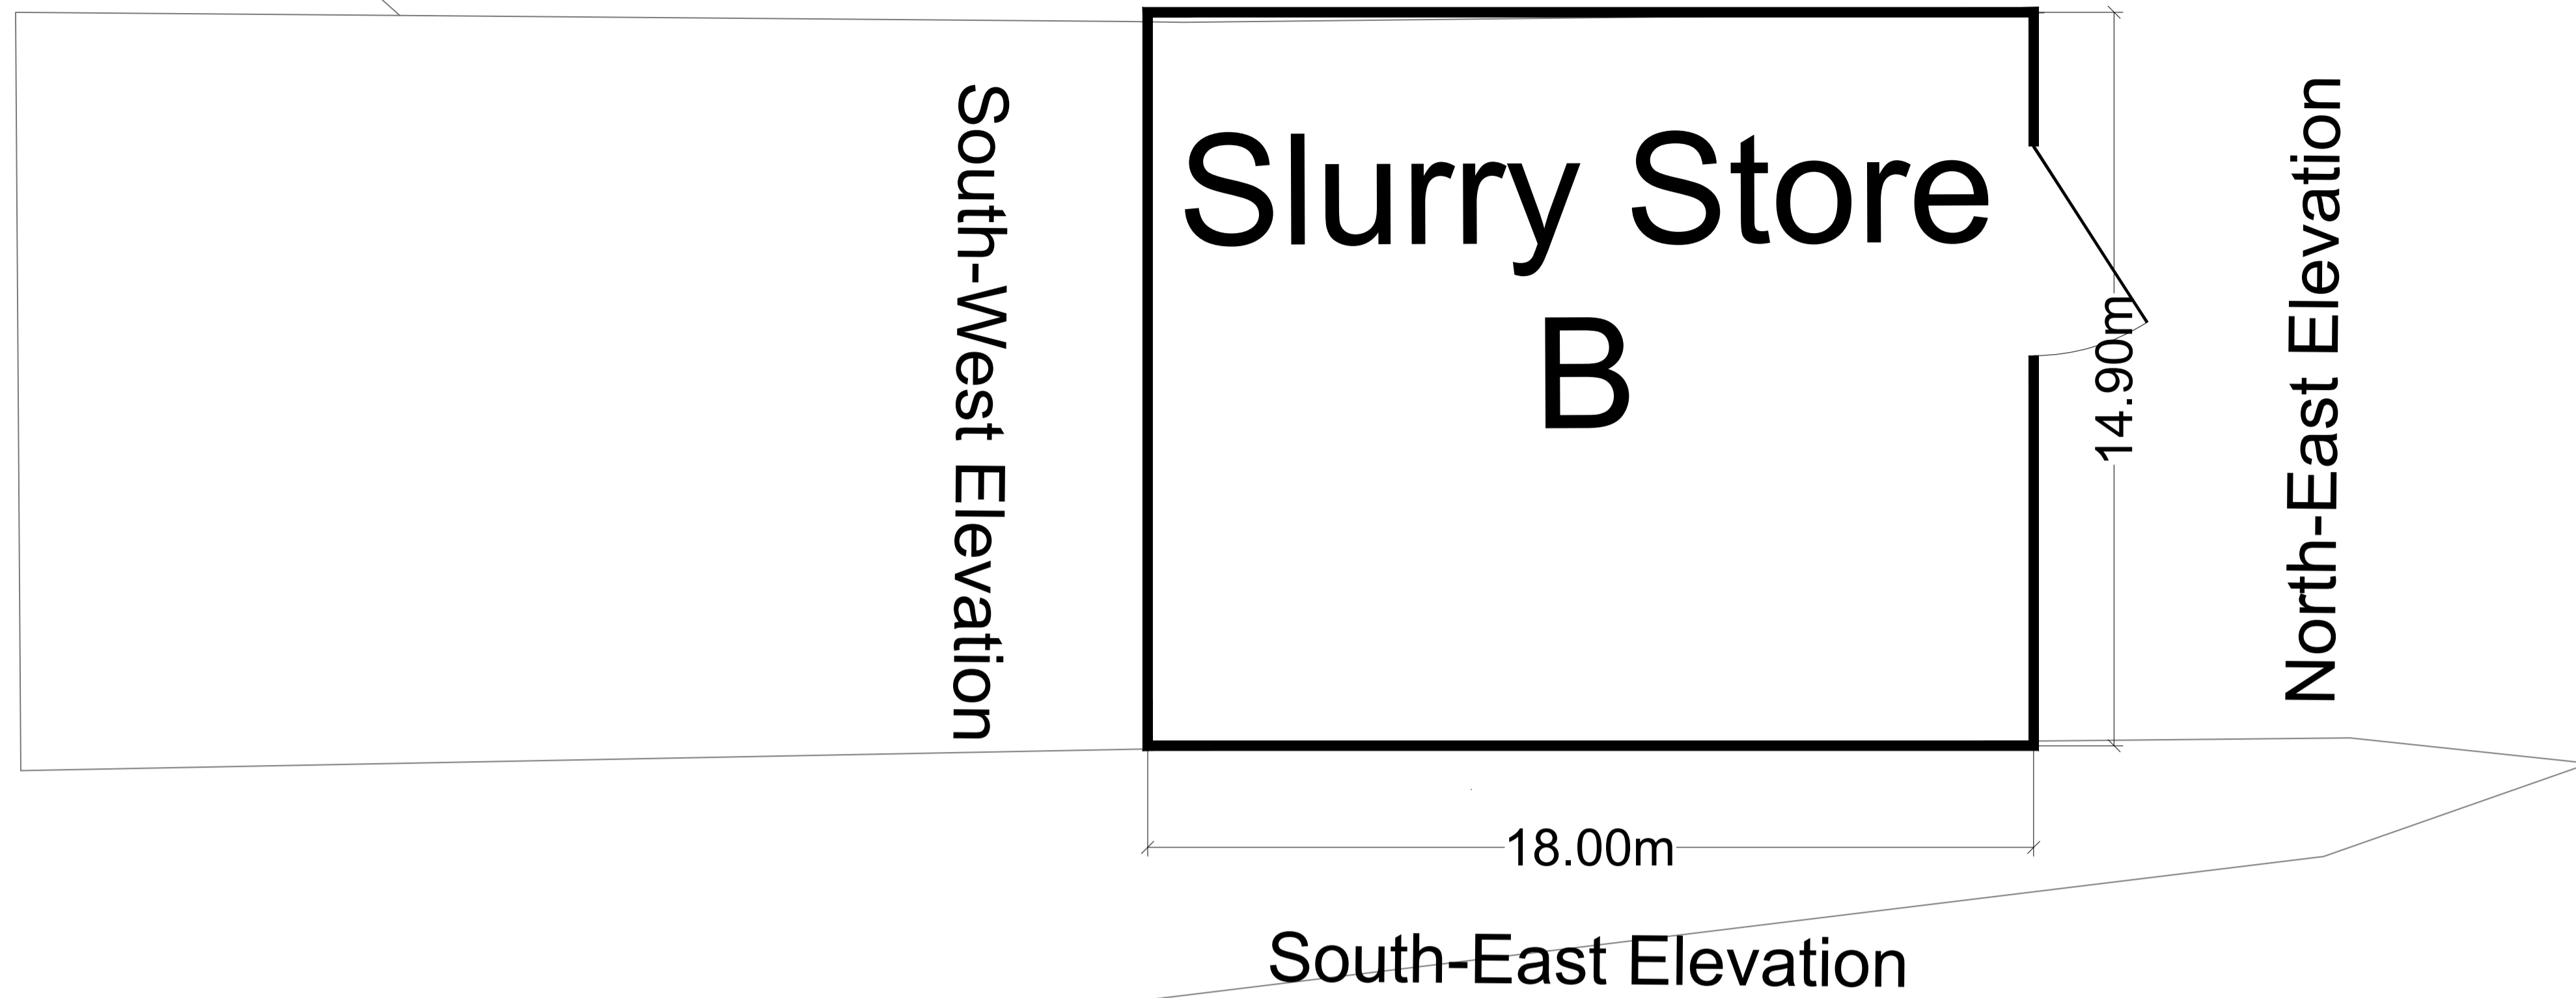 South-West Elevation
Slurry Store
B
14.90m
North-East Elevation
18.00m
South-East Elevation